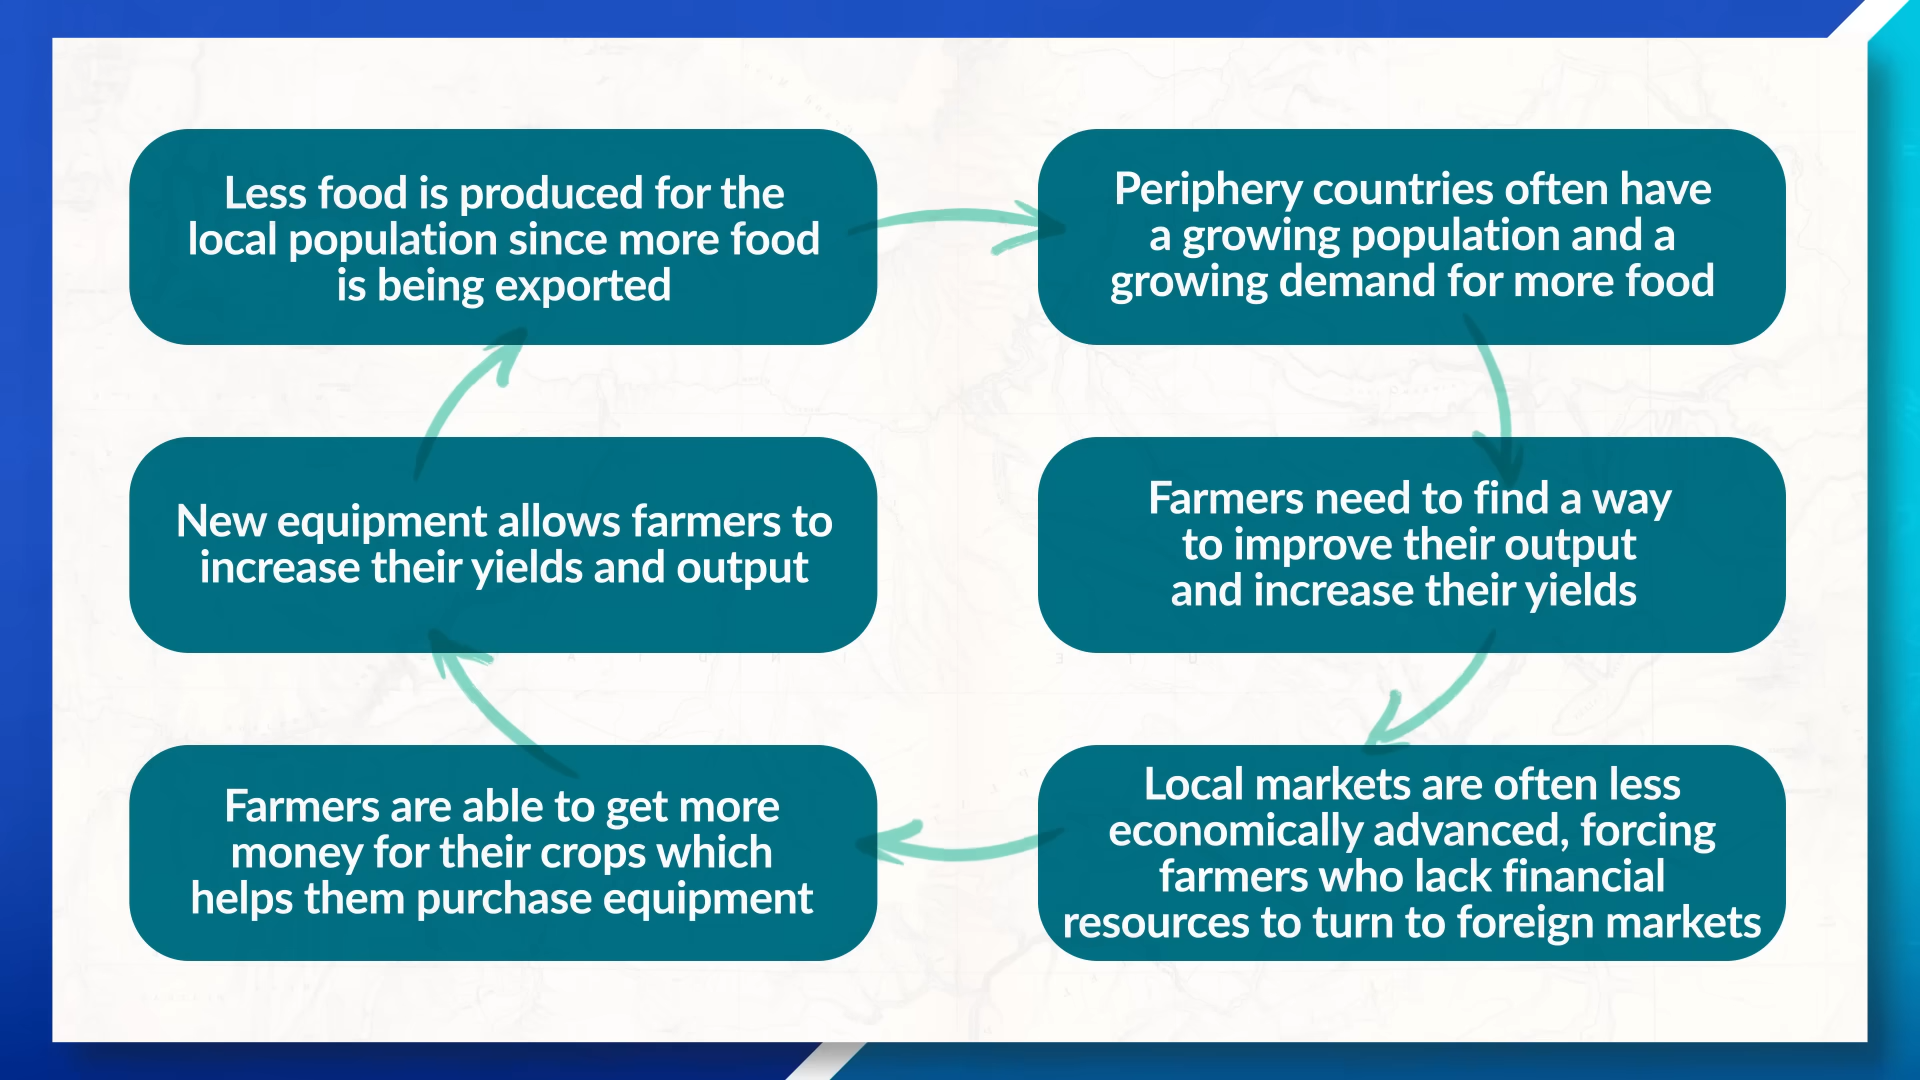 Less food is produced for the
local population since more food
is being exported
Periphery countries often have
a growing population and a
growing demand for more food
New equipment allows farmers to
increase their yields and output
Farmers need to find a way
to improve their output
and increase their yields
Farmers are able to get more
money for their crops which
helps them purchase equipment
Local markets are often less
economically advanced, forcing
farmers who lack financial
resources to turn to foreign markets